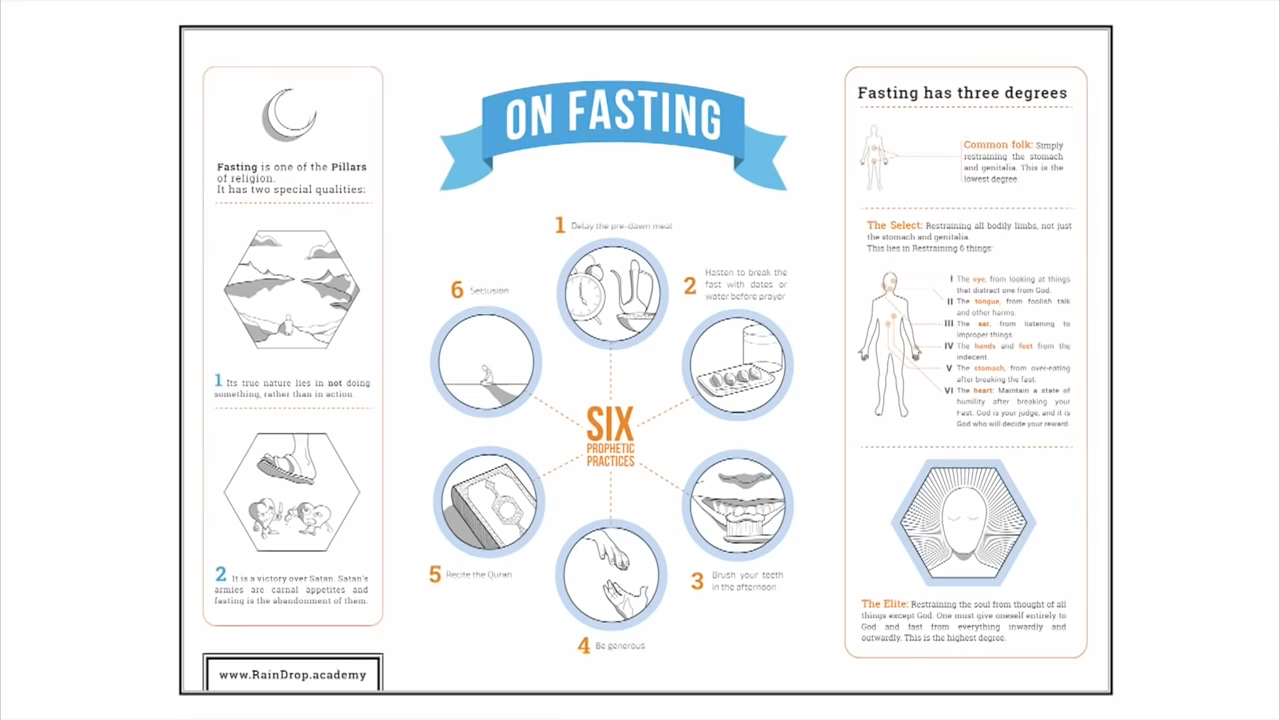 Fasting is one of the Pillars
of religion.
It has two special qualities:
1 Its true nature lies in not doing
something, rather than in action.
2 It is a victory over Satan. Satan's
armies are carnal appetites and
fasting is the abandonment of them.
www.RainDrop.academy
ON FASTING
1 Delay the pre-dawn meal
2 Hasten to break the
fast with dates or
water before prayer
6 Seclusion
SIX
PROPHETIC
PRACTICES
5 Recite the Quran
3 Brush your teeth
in the afternoon
4 Be generous
Fasting has three degrees
Common folk: Simply
restraining the stomach
and genitalia. This is the
lowest degree.
The Select: Restraining all bodily limbs, not just
the stomach and genitalia.
This lies in Restraining 6 things:
I The eye, from looking at things
that distract one from God.
II The tongue, from foolish talk
and other harms.
III The ear, from listening to
improper things.
IV The hands and feet from the
indecent.
V The stomach, from over-eating
after breaking the fast.
VI The heart: Maintain a state of
humility after breaking your
Fast. God is your judge, and it is
God who will decide your reward.
The Elite: Restraining the soul from thought of all
things except God. One must give oneself entirely to
God and fast from everything inwardly and
outwardly. This is the highest degree.